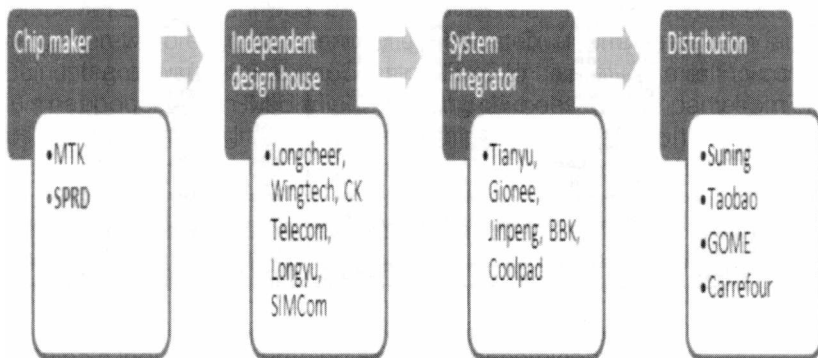 Chip maker
•MTK
•SPRD
Independent
design house
•Longcheer,
Wingtech, CK
Telecom,
Longyu,
SIMCom
System
integrator
•Tianyu,
Gionee,
Jinpeng, BBK,
Coolpad
Distribution
•Suning
•Taobao
•GOME
•Carrefour